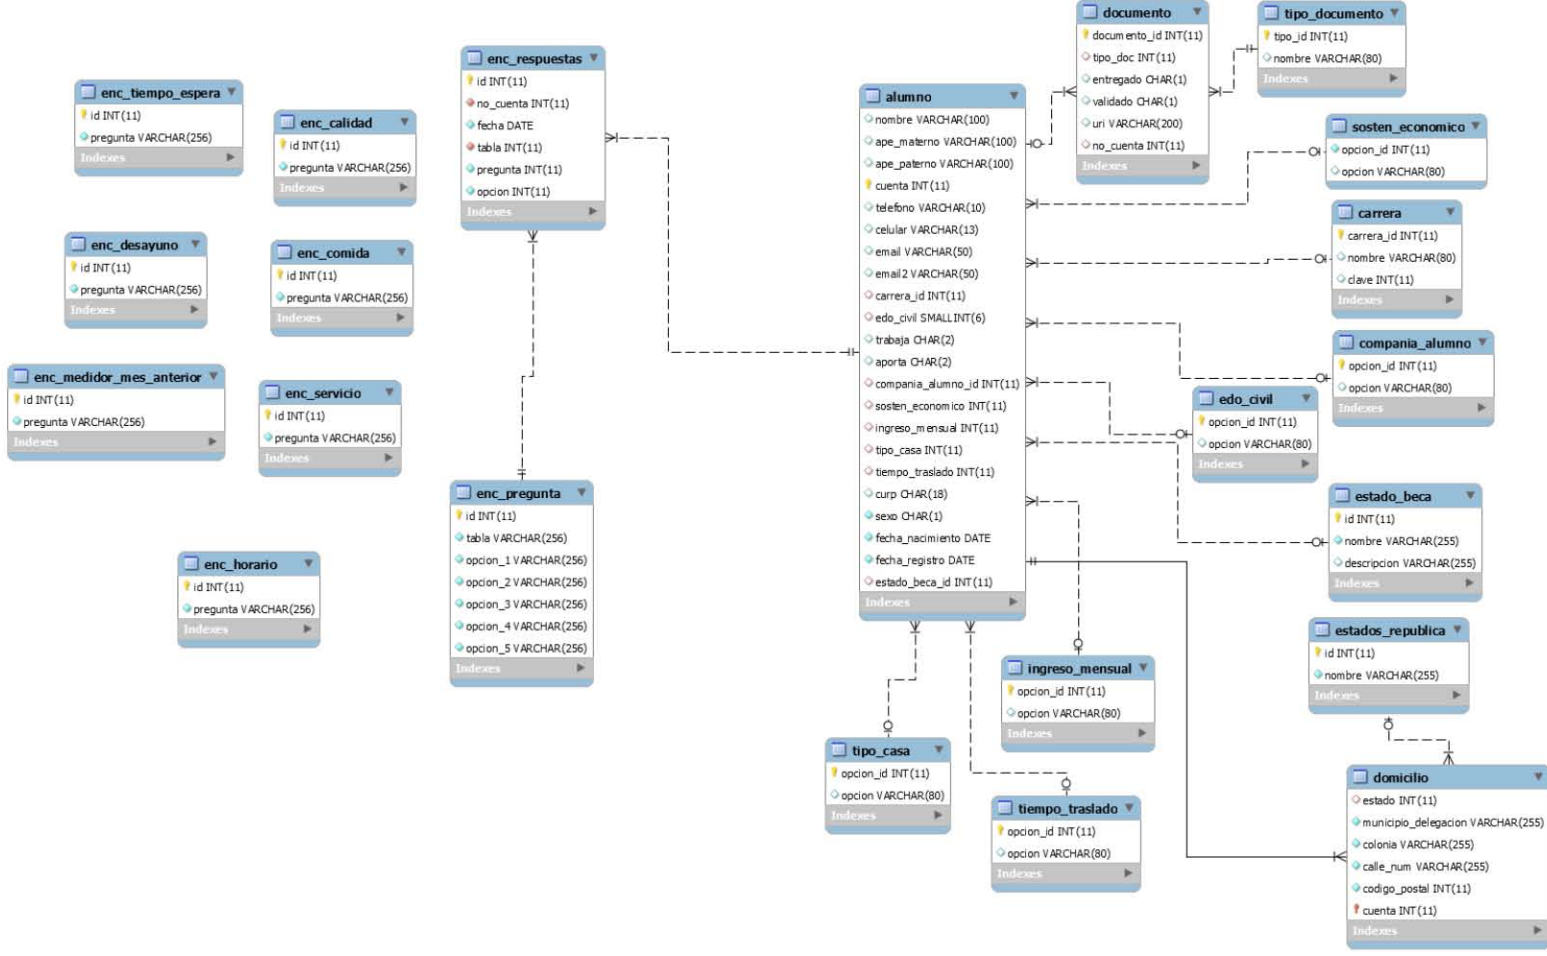 enc_tiempo_espera
id INT(11)
pregunta VARCHAR(256)
Indexes
enc_calidad
id INT(11)
pregunta VARCHAR(256)
Indexes
enc_desayuno
id INT(11)
pregunta VARCHAR(256)
Indexes
enc_comida
id INT(11)
pregunta VARCHAR(256)
Indexes
enc_medidor_mes_anterior
id INT(11)
pregunta VARCHAR(256)
Indexes
enc_servicio
id INT(11)
pregunta VARCHAR(256)
Indexes
enc_horario
id INT(11)
pregunta VARCHAR(256)
Indexes
enc_respuestas
id INT(11)
no_cuenta INT(11)
fecha DATE
tabla INT(11)
pregunta INT(11)
opcion INT(11)
Indexes
enc_pregunta
id INT(11)
tabla VARCHAR(256)
opcion_1 VARCHAR(256)
opcion_2 VARCHAR(256)
opcion_3 VARCHAR(256)
opcion_4 VARCHAR(256)
opcion_5 VARCHAR(256)
Indexes
alumno
nombre VARCHAR(100)
ape_materno VARCHAR(100)
ape_paterno VARCHAR(100)
cuenta INT(11)
telefono VARCHAR(10)
celular VARCHAR(13)
email VARCHAR(50)
email2 VARCHAR(50)
carrera_id INT(11)
edo_civil SMALLINT(6)
trabaja CHAR(2)
aporta CHAR(2)
compania_alumno_id INT(11)
sosten_economico INT(11)
ingreso_mensual INT(11)
tipo_casa INT(11)
tiempo_traslado INT(11)
curp CHAR(18)
sexo CHAR(1)
fecha_nacimiento DATE
fecha_registro DATE
estado_beca_id INT(11)
Indexes
documento
documento_id INT(11)
tipo_doc INT(11)
entregado CHAR(1)
validado CHAR(1)
uri VARCHAR(200)
no_cuenta INT(11)
Indexes
tipo_documento
tipo_id INT(11)
nombre VARCHAR(80)
Indexes
sosten_economico
opcion_id INT(11)
opcion VARCHAR(80)
Indexes
carrera
carrera_id INT(11)
nombre VARCHAR(80)
clave INT(11)
Indexes
compania_alumno
opcion_id INT(11)
opcion VARCHAR(80)
Indexes
edo_civil
opcion_id INT(11)
opcion VARCHAR(80)
Indexes
estado_beca
id INT(11)
nombre VARCHAR(255)
descripcion VARCHAR(255)
Indexes
estados_republica
id INT(11)
nombre VARCHAR(255)
Indexes
ingreso_mensual
opcion_id INT(11)
opcion VARCHAR(80)
Indexes
tipo_casa
opcion_id INT(11)
opcion VARCHAR(80)
Indexes
tiempo_traslado
opcion_id INT(11)
opcion VARCHAR(80)
Indexes
domicilio
estado INT(11)
municipio_delegacion VARCHAR(255)
colonia VARCHAR(255)
calle_num VARCHAR(255)
codigo_postal INT(11)
cuenta INT(11)
Indexes